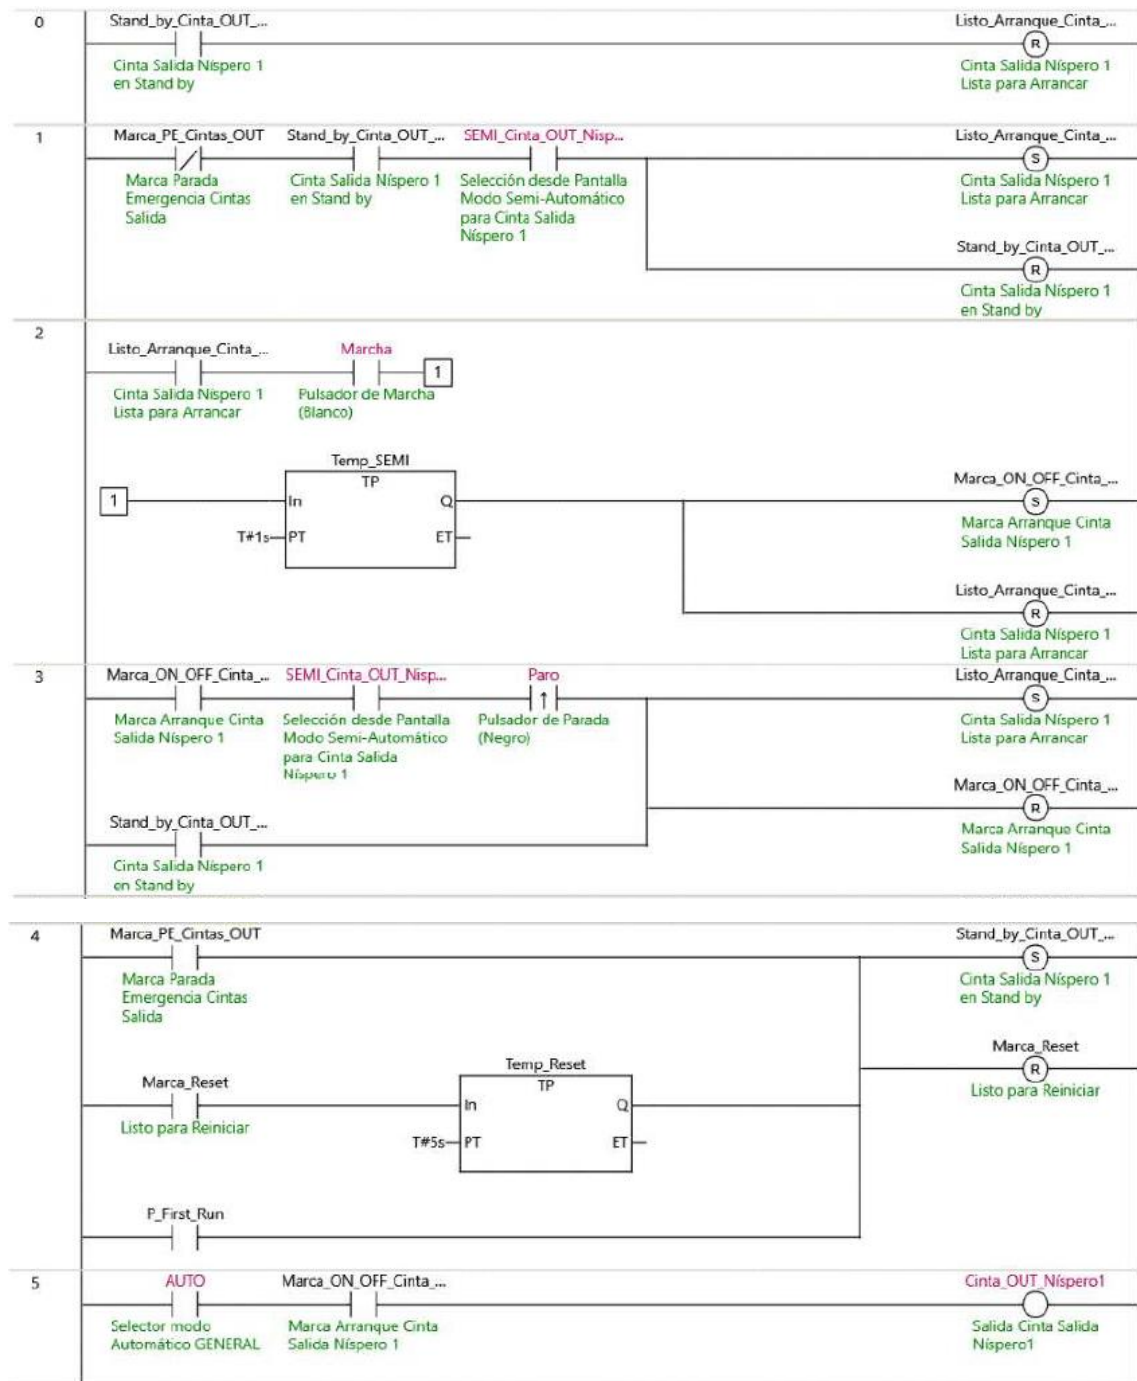 0
Stand_by_Cinta_OUT_...
Listo_Arranque_Cinta_...
R
Cinta Salida Níspero 1
en Stand by
Cinta Salida Níspero 1
Lista para Arrancar
1
Marca_PE_Cintas_OUT
Stand_by_Cinta_OUT_...
SEMI_Cinta_OUT_Nisp...
Listo_Arranque_Cinta_...
S
Marca Parada
Emergencia Cintas
Salida
Cinta Salida Níspero 1
en Stand by
Selección desde Pantalla
Modo Semi-Automático
para Cinta Salida
Níspero 1
Cinta Salida Níspero 1
Lista para Arrancar
Stand_by_Cinta_OUT_...
R
Cinta Salida Níspero 1
en Stand by
2
Listo_Arranque_Cinta_...
Marcha
1
Cinta Salida Níspero 1
Lista para Arrancar
Pulsador de Marcha
(Blanco)
Temp_SEMI
TP
1
In
Q
T#1s
PT
ET
Marca_ON_OFF_Cinta_...
S
Marca Arranque Cinta
Salida Níspero 1
Listo_Arranque_Cinta_...
R
Cinta Salida Níspero 1
Lista para Arrancar
3
Marca_ON_OFF_Cinta_...
SEMI_Cinta_OUT_Nisp...
Paro
Listo_Arranque_Cinta_...
S
Marca Arranque Cinta
Salida Níspero 1
Selección desde Pantalla
Modo Semi-Automático
para Cinta Salida
Níspero 1
Pulsador de Parada
(Negro)
Cinta Salida Níspero 1
Lista para Arrancar
Marca_ON_OFF_Cinta_...
R
Marca Arranque Cinta
Salida Níspero 1
Stand_by_Cinta_OUT_...
Cinta Salida Níspero 1
en Stand by
4
Marca_PE_Cintas_OUT
Stand_by_Cinta_OUT_...
S
Marca Parada
Emergencia Cintas
Salida
Cinta Salida Níspero 1
en Stand by
Marca_Reset
R
Listo para Reiniciar
Marca_Reset
Listo para Reiniciar
Temp_Reset
TP
In
Q
T#5s
PT
ET
P_First_Run
5
AUTO
Marca_ON_OFF_Cinta_...
Cinta_OUT_Níspero1
Selector modo
Automático GENERAL
Marca Arranque Cinta
Salida Níspero 1
Salida Cinta Salida
Níspero1